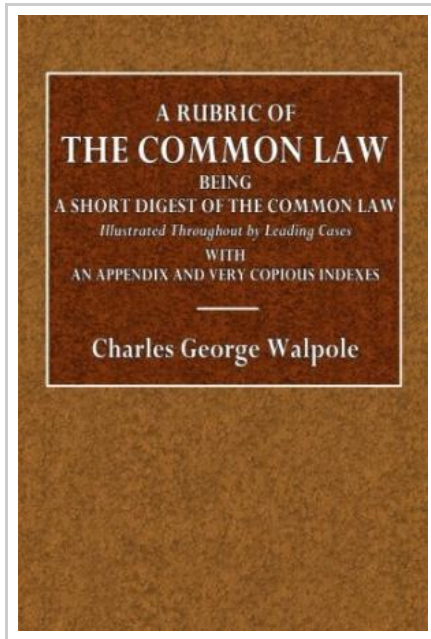 A RUBRIC OF
THE COMMON LAW
BEING
A SHORT DIGEST OF THE COMMON LAW
Illustrated Throughout by Leading Cases
WITH
AN APPENDIX AND VERY COPIOUS INDEXES
Charles George Walpole